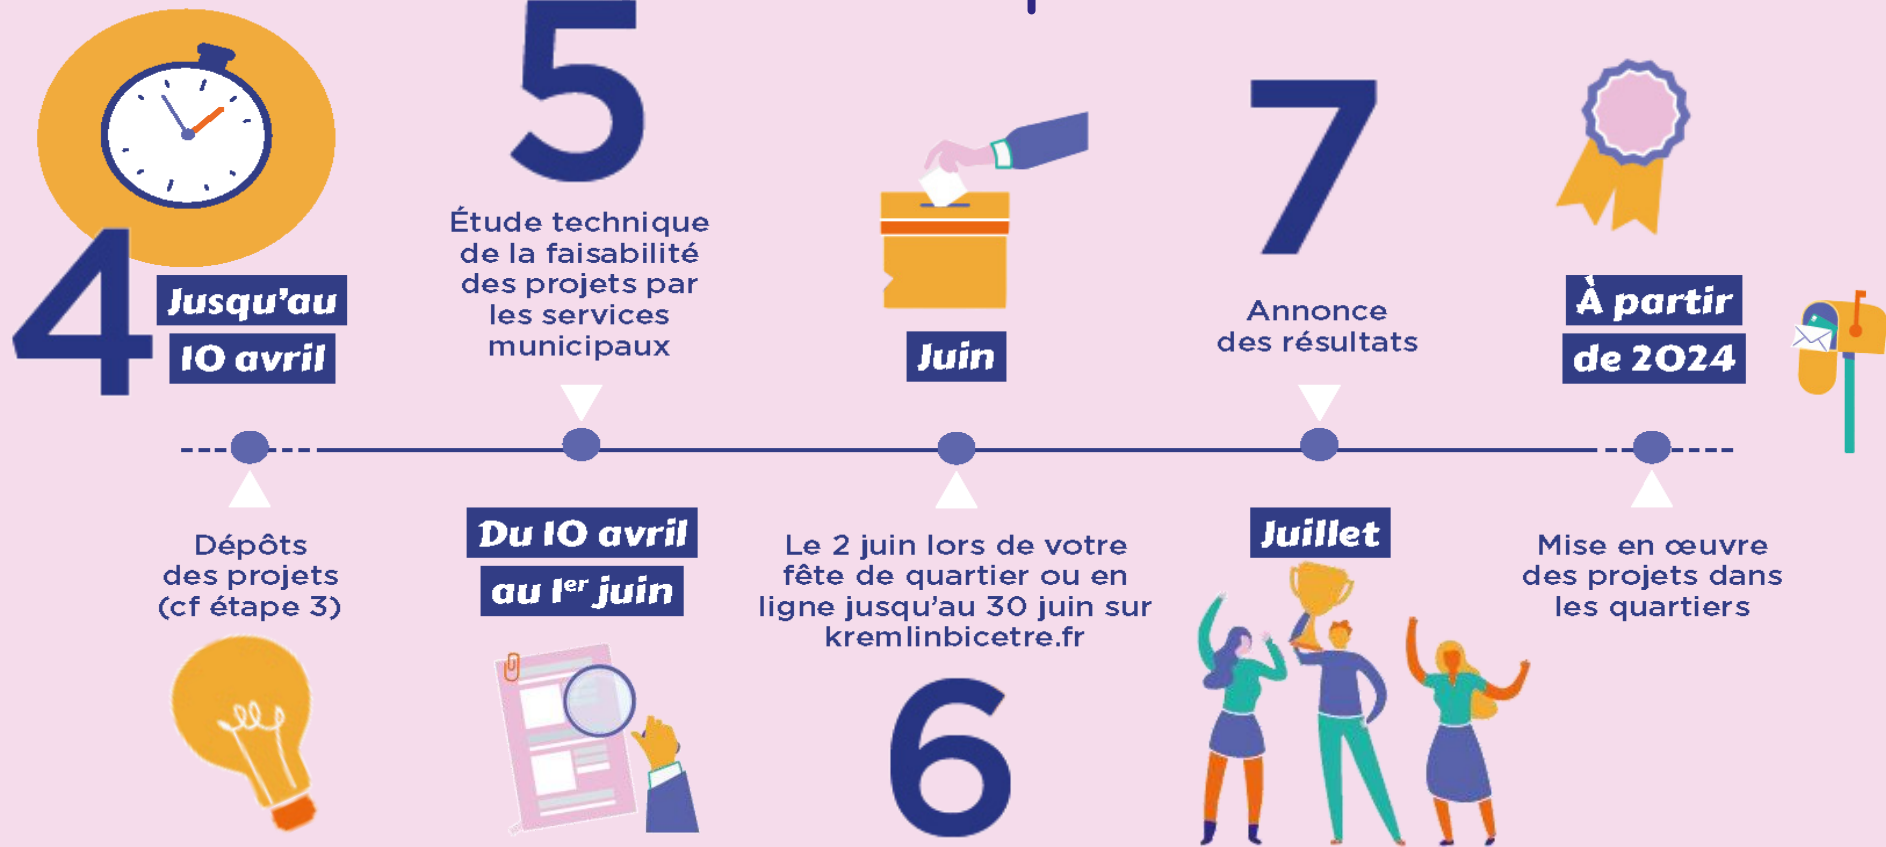 4
Jusqu'au
10 avril
Dépôts
des projets
(cf étape 3)
5
Étude technique
de la faisabilité
des projets par
les services
municipaux
Du 10 avril
au 1er juin
Juin
Le 2 juin lors de votre
fête de quartier ou en
ligne jusqu'au 30 juin sur
kremlinbicetre.fr
6
7
Annonce
des résultats
Juillet
À partir
de 2024
Mise en œuvre
des projets dans
les quartiers